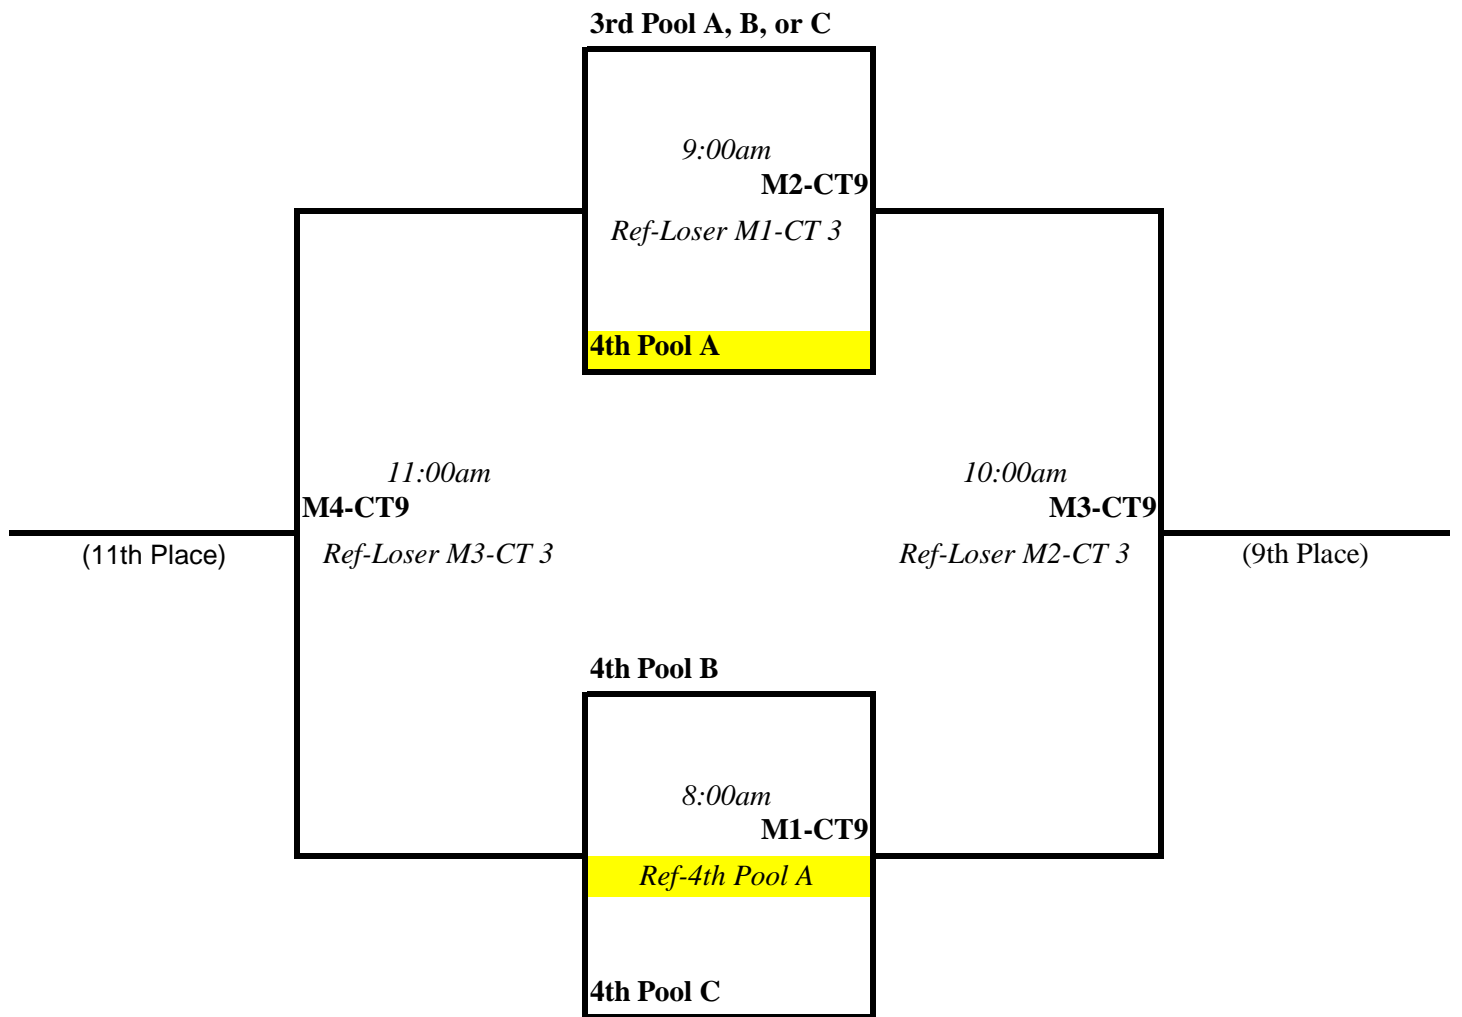 3rd Pool A, B, or C
9:00am
M2-CT9
Ref-Loser M1-CT 3
4th Pool A
11:00am
M4-CT9
Ref-Loser M3-CT 3
(11th Place)
10:00am
M3-CT9
Ref-Loser M2-CT 3
(9th Place)
4th Pool B
8:00am
M1-CT9
Ref-4th Pool A
4th Pool C